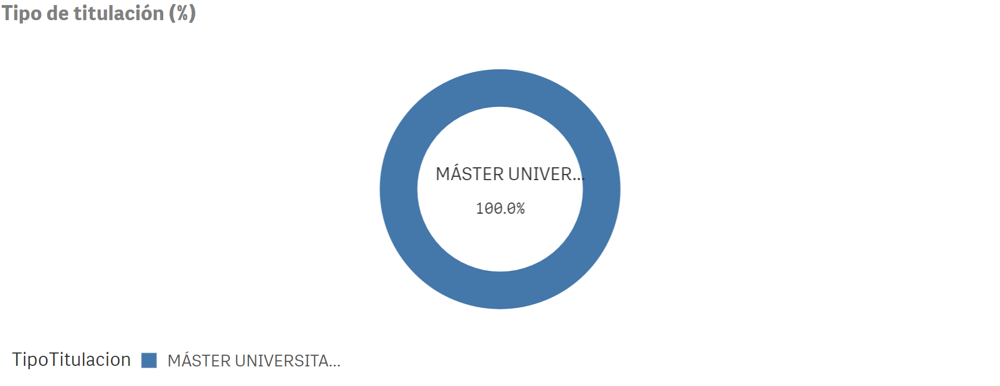 Tipo de titulación (%)
MÁSTER UNIVER...
100.0%
TipoTitulacion MÁSTER UNIVERSITA...